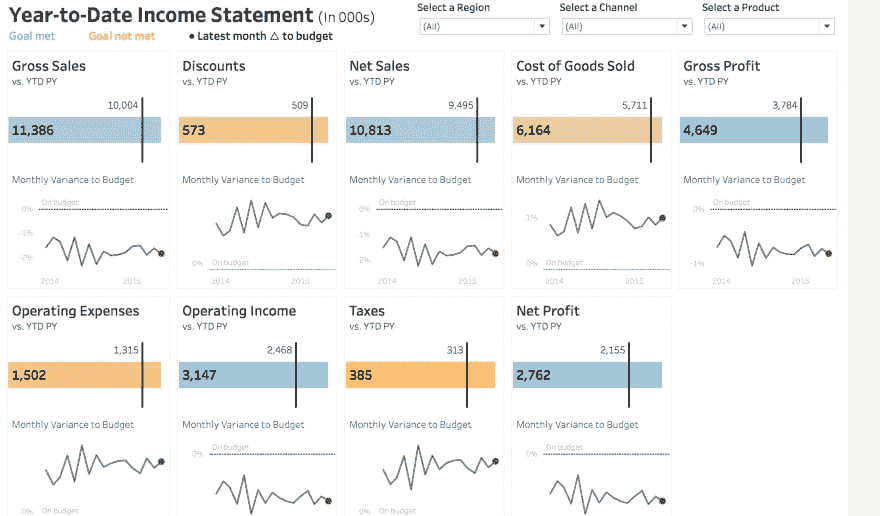 Year-to-Date Income Statement (In 000s)
Select a Region
Select a Channel
Select a Product
(All)
(All)
(All)
Goal met
Goal not met
● Latest month △ to budget
Gross Sales
vs. YTD PY
10,004
11,386
Monthly Variance to Budget
On budget
0%
-1%
-2%
2014
2015
Discounts
vs. YTD PY
509
573
Monthly Variance to Budget
0%
On budget
2014
2015
Net Sales
vs. YTD PY
9,495
10,813
Monthly Variance to Budget
On budget
0%
-1%
-2%
2014
2015
Cost of Goods Sold
vs. YTD PY
5,711
6,164
Monthly Variance to Budget
1%
0%
On budget
2014
2015
Gross Profit
vs. YTD PY
3,784
4,649
Monthly Variance to Budget
On budget
0%
-1%
2014
2015
Operating Expenses
vs. YTD PY
1,315
1,502
Monthly Variance to Budget
0%
On budget
Operating Income
vs. YTD PY
2,468
3,147
Monthly Variance to Budget
On budget
0%
Taxes
vs. YTD PY
313
385
Monthly Variance to Budget
0%
On budget
Net Profit
vs. YTD PY
2,155
2,762
Monthly Variance to Budget
On budget
0%